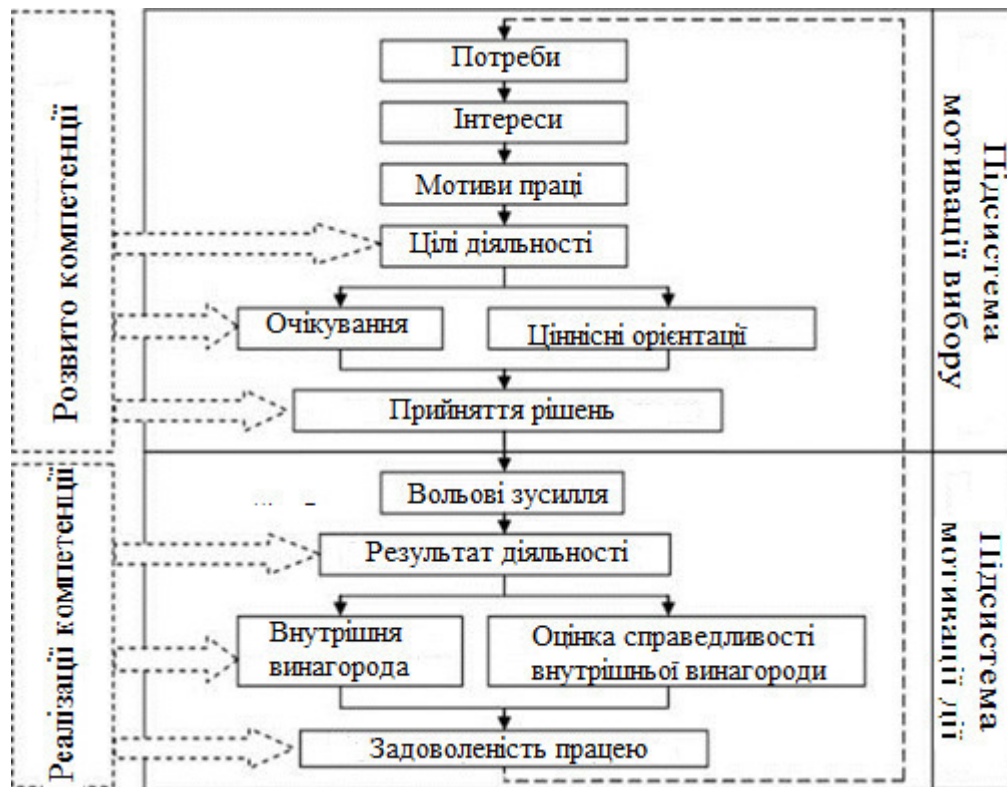 Потреби
Інтереси
Мотиви праці
Цілі діяльності
Очікування
Ціннісні орієнтації
Прийняття рішень
Вольові зусилля
Результат діяльності
Внутрішня
винагорода
Оцінка справедливості
внутрішньої винагороди
Задоволеність працею
Розвито компетенції
Реалізації компетенції
Підсистема
мотивації вибору
Підсистема
дії